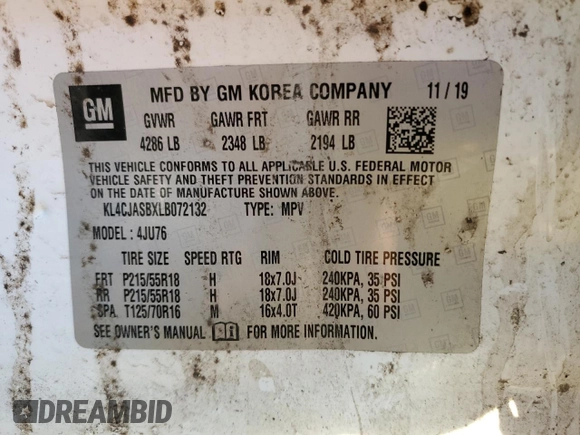 GM MFD BY GM KOREA COMPANY 11/19
GVWR GAWR FRT GAWR RR
4286 LB 2348 LB 2194 LB
THIS VEHICLE CONFORMS TO ALL APPLICABLE U.S. FEDERAL MOTOR
VEHICLE SAFETY AND THEFT PREVENTION STANDARDS IN EFFECT
ON THE DATE OF MANUFACTURE SHOWN ABOVE.
KL4CJASBXLB072132 TYPE: MPV
MODEL: 4JU76
TIRE SIZE SPEED RTG RIM COLD TIRE PRESSURE
FRT P215/55R18 H 18x7.0J 240KPA, 35 PSI
RR P215/55R18 H 18x7.0J 240KPA, 35 PSI
SPA. T125/70R16 M 16x4.0T 420KPA, 60 PSI
SEE OWNER'S MANUAL FOR MORE INFORMATION.
DREAMBID